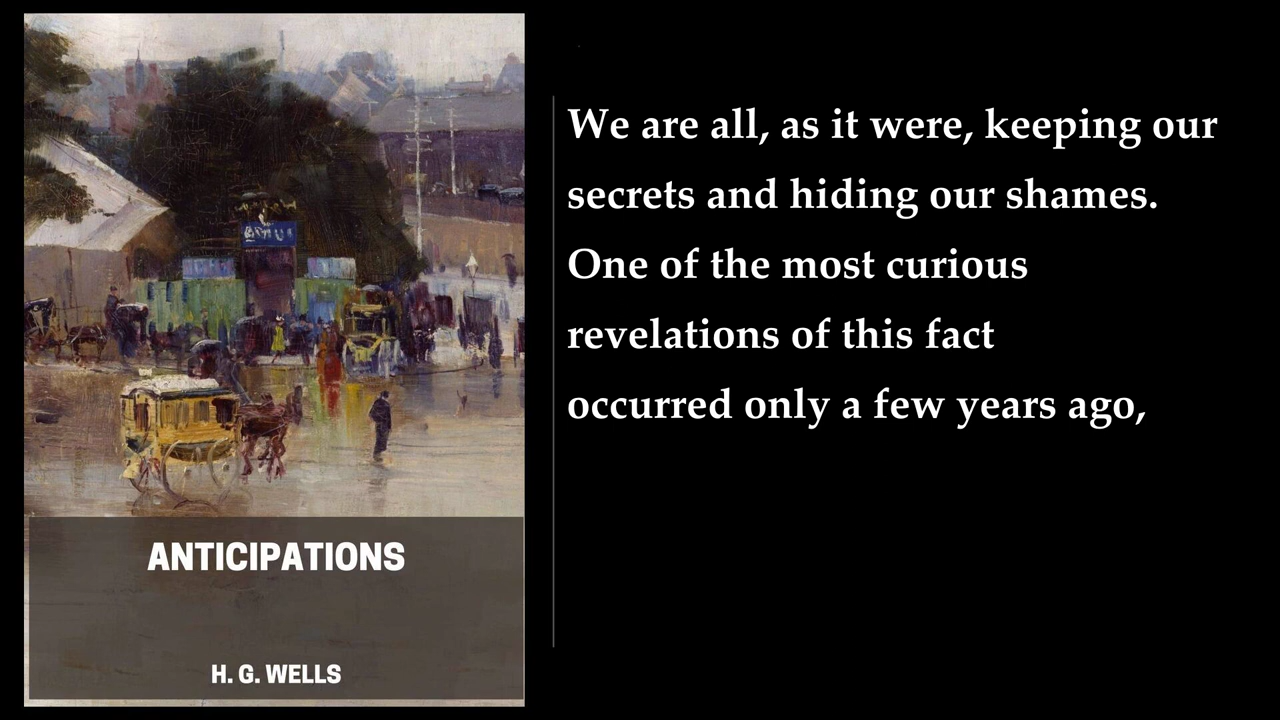 We are all, as it were, keeping our
secrets and hiding our shames.
One of the most curious
revelations of this fact
occurred only a few years ago,
ANTICIPATIONS
H. G. WELLS